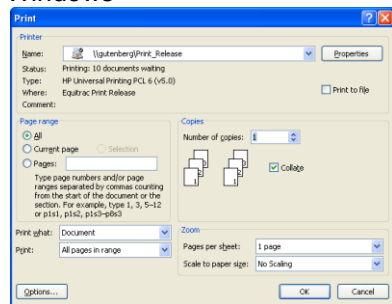 Windows
Print
Printer
Name: \\gutenberg\Print_Release Properties
Status: Printing: 10 documents waiting
Type: HP Universal Printing PCL 6 (v5.0)
Where: Equitrac Print Release Print to file
Comment:
Page range Copies
All Number of copies: 1
Current page Selection
Pages: Collate
Type page numbers and/or page
ranges separated by commas counting
from the start of the document or the
section. For example, type 1, 3, 5-12
or p1s1, p1s2, p1s3-p8s3
Print what: Document Zoom
Print: All pages in range Pages per sheet: 1 page
Scale to paper size: No Scaling
Options... OK Cancel